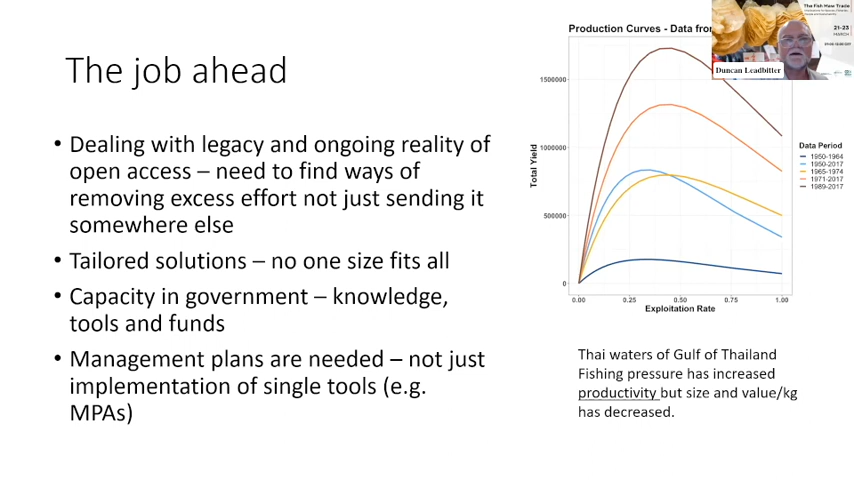 The job ahead
• Dealing with legacy and ongoing reality of
open access – need to find ways of
removing excess effort not just sending it
somewhere else
• Tailored solutions – no one size fits all
• Capacity in government – knowledge,
tools and funds
• Management plans are needed – not just
implementation of single tools (e.g.
MPAs)
Production Curves - Data from
The Fish Maw Trade
21-23
MARCH
Duncan Leadbitter
Total Yield
1500000
1000000
500000
0
0.00 0.25 0.50 0.75 1.00
Exploitation Rate
Data Period
1950-1964
1950-2017
1965-1974
1971-2017
1989-2017
Thai waters of Gulf of Thailand
Fishing pressure has increased
productivity but size and value/kg
has decreased.